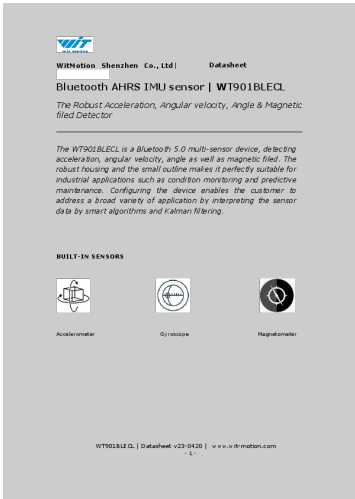 WIT
WIT MOTION
WitMotion Shenzhen Co., Ltd| Datasheet
Bluetooth AHRS IMU sensor | WT901BLECL
The Robust Acceleration, Angular velocity, Angle & Magnetic
filed Detector
The WT901BLECL is a Bluetooth 5.0 multi-sensor device, detecting
acceleration, angular velocity, angle as well as magnetic filed. The
robust housing and the small outline makes it perfectly suitable for
industrial applications such as condition monitoring and predictive
maintenance. Configuring the device enables the customer to
address a broad variety of application by interpreting the sensor
data by smart algorithms and Kalman filtering.
BUILT-IN SENSORS
Accelerometer Gyroscope Magnetometer
WT901BLECL | Datasheet v23-0420 | www.wit-motion.com
- 1 -